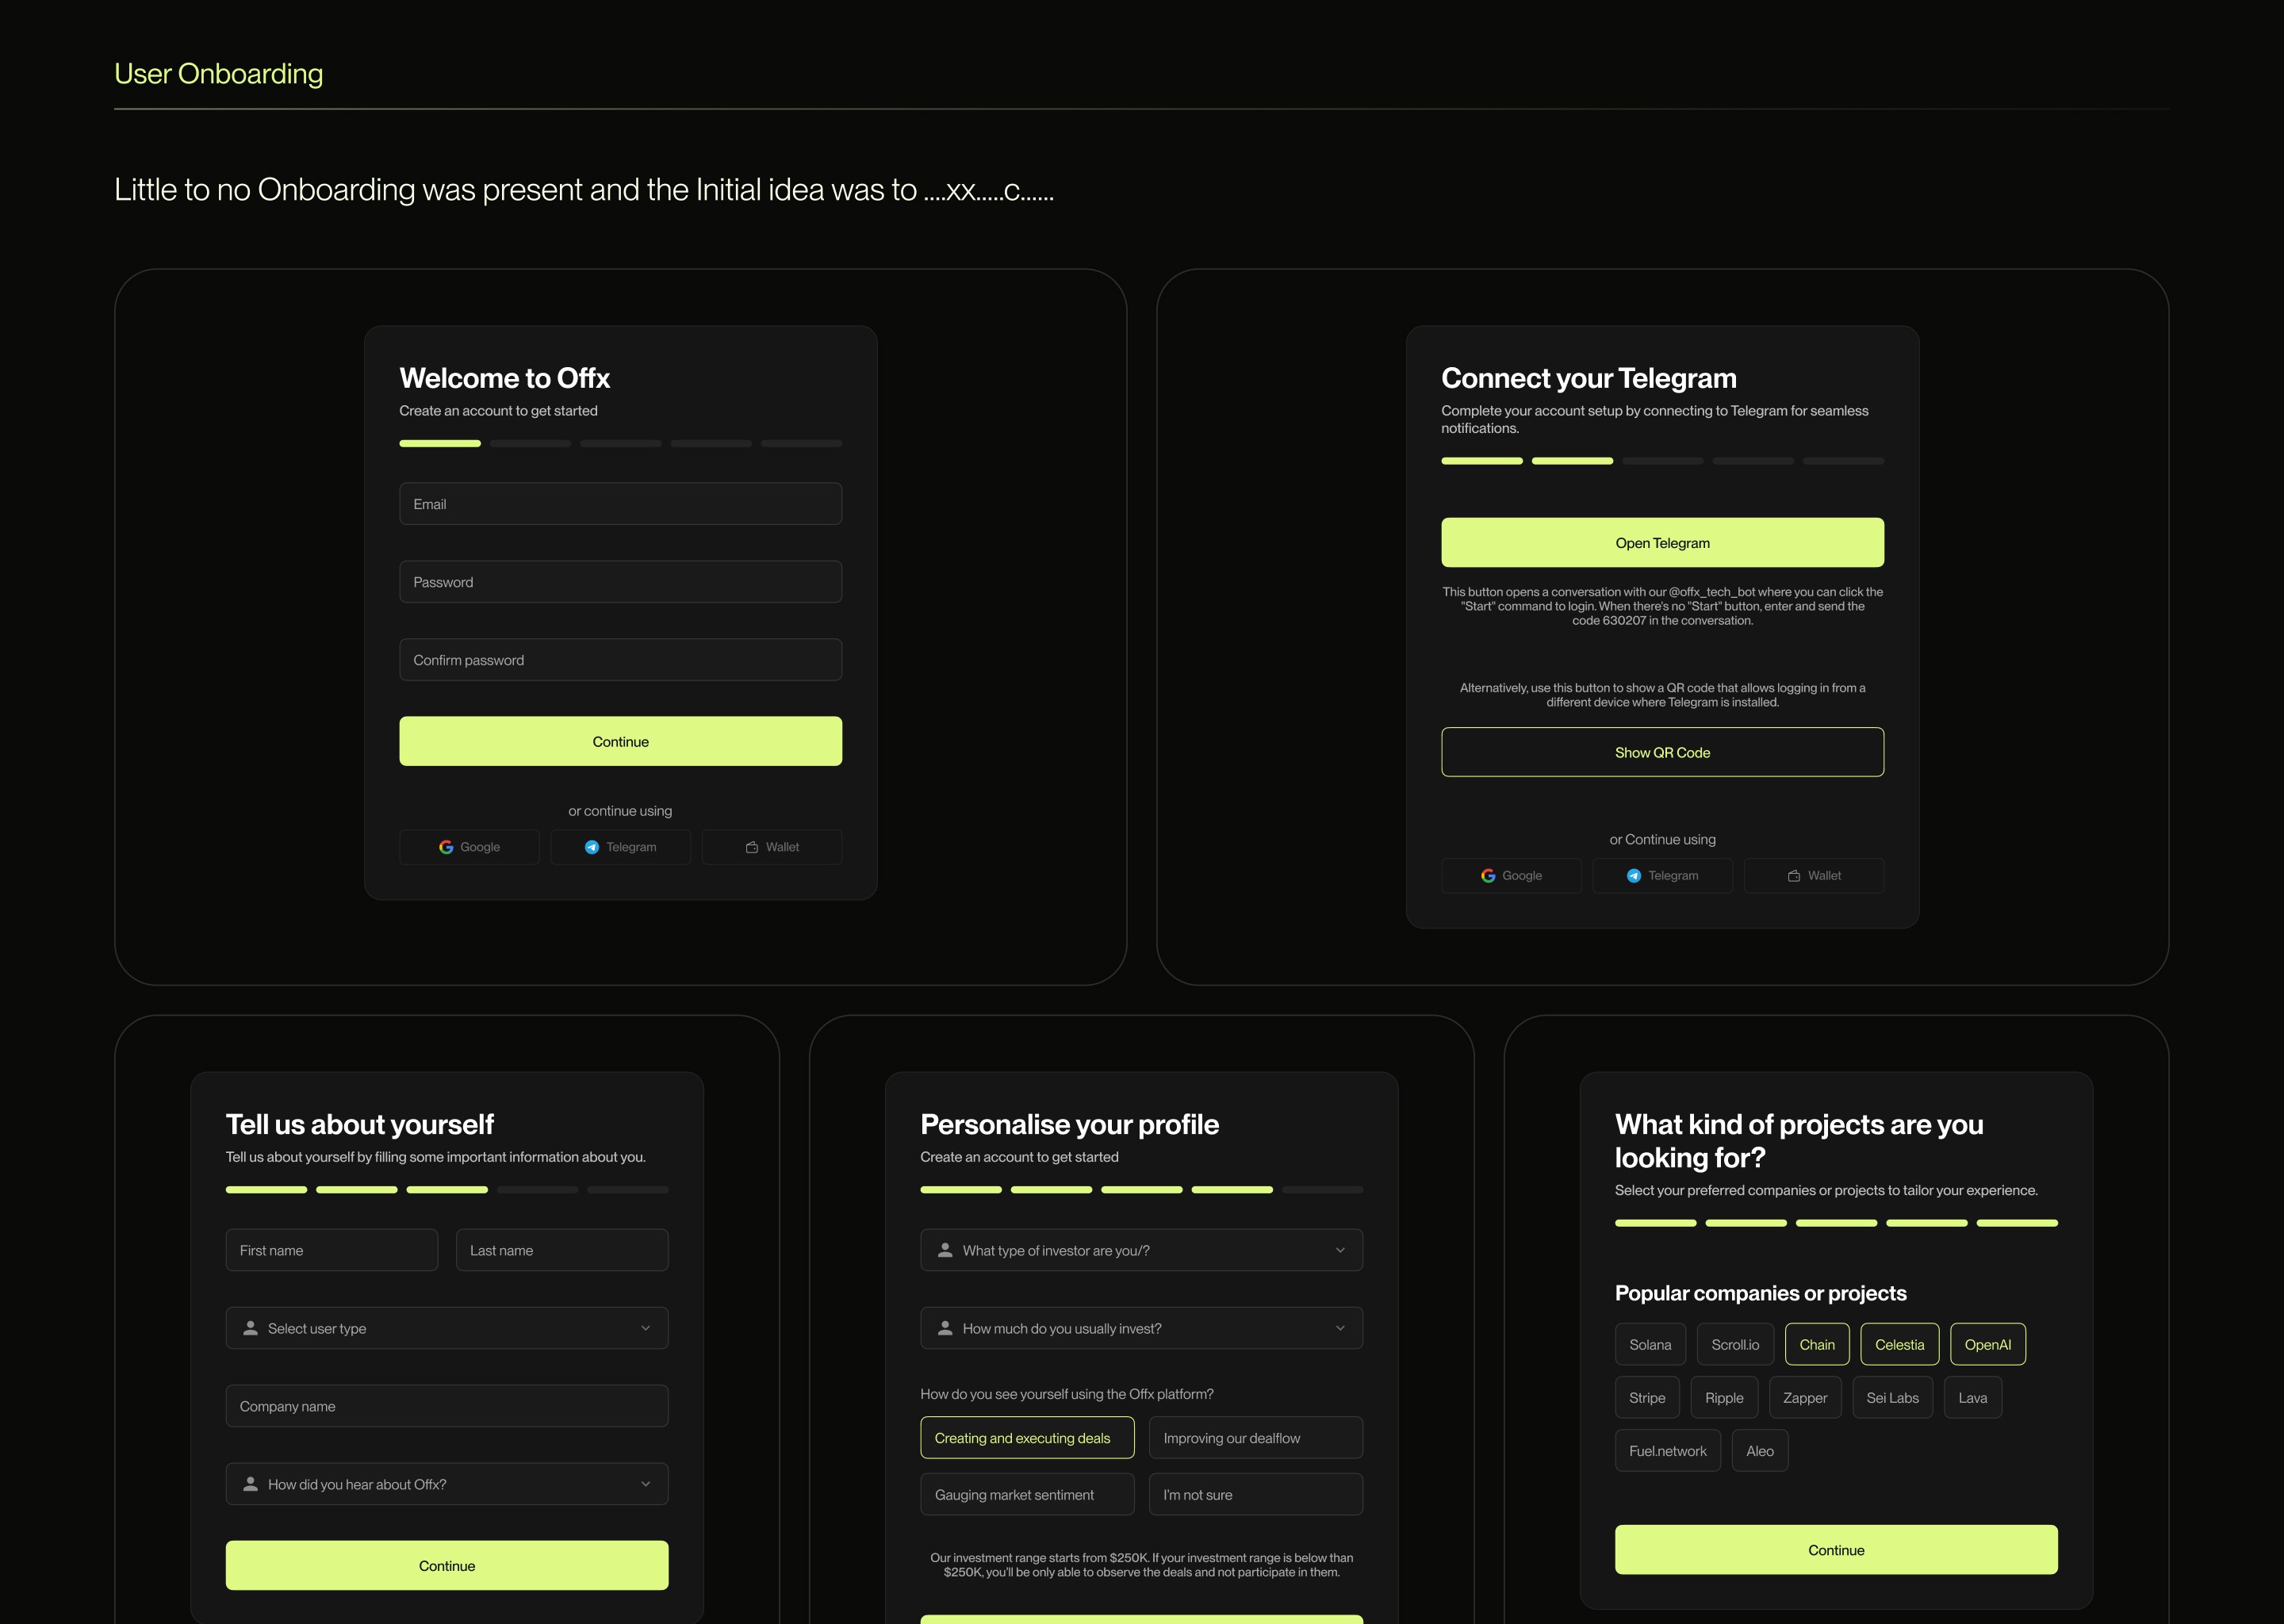 User Onboarding
Little to no Onboarding was present and the Initial idea was to ....xx.....c......
Welcome to Offx
Create an account to get started
Email
Password
Confirm password
Continue
or continue using
Google
Telegram
Wallet
Connect your Telegram
Complete your account setup by connecting to Telegram for seamless
notifications.
Open Telegram
This button opens a conversation with our @offx_tech_bot where you can click the
"Start" command to login. When there's no "Start" button, enter and send the
code 630207 in the conversation.
Alternatively, use this button to show a QR code that allows logging in from a
different device where Telegram is installed.
Show QR Code
or Continue using
Google
Telegram
Wallet
Tell us about yourself
Tell us about yourself by filling some important information about you.
First name
Last name
Select user type
Company name
How did you hear about Offx?
Continue
Personalise your profile
Create an account to get started
What type of investor are you/?
How much do you usually invest?
How do you see yourself using the Offx platform?
Creating and executing deals
Improving our dealflow
Gauging market sentiment
I'm not sure
Our investment range starts from $250K. If your investment range is below than
$250K, you'll be only able to observe the deals and not participate in them.
What kind of projects are you
looking for?
Select your preferred companies or projects to tailor your experience.
Popular companies or projects
Solana
Scroll.io
Chain
Celestia
OpenAI
Stripe
Ripple
Zapper
Sei Labs
Lava
Fuel.network
Aleo
Continue